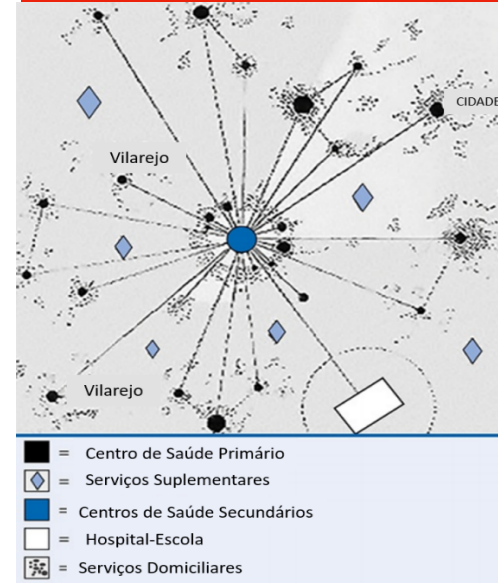 CIDADE
Vilarejo
Vilarejo
= Centro de Saúde Primário
= Serviços Suplementares
= Centros de Saúde Secundários
= Hospital-Escola
= Serviços Domiciliares